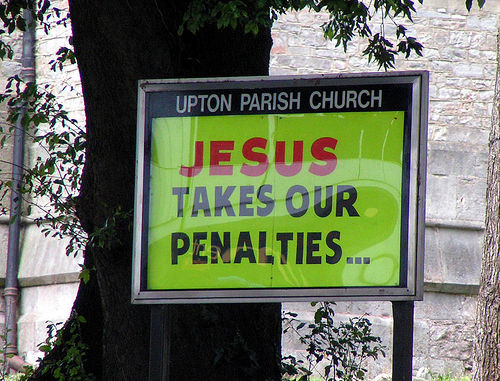 UPTON PARISH CHURCH
JESUS
TAKES OUR
PENALTIES...